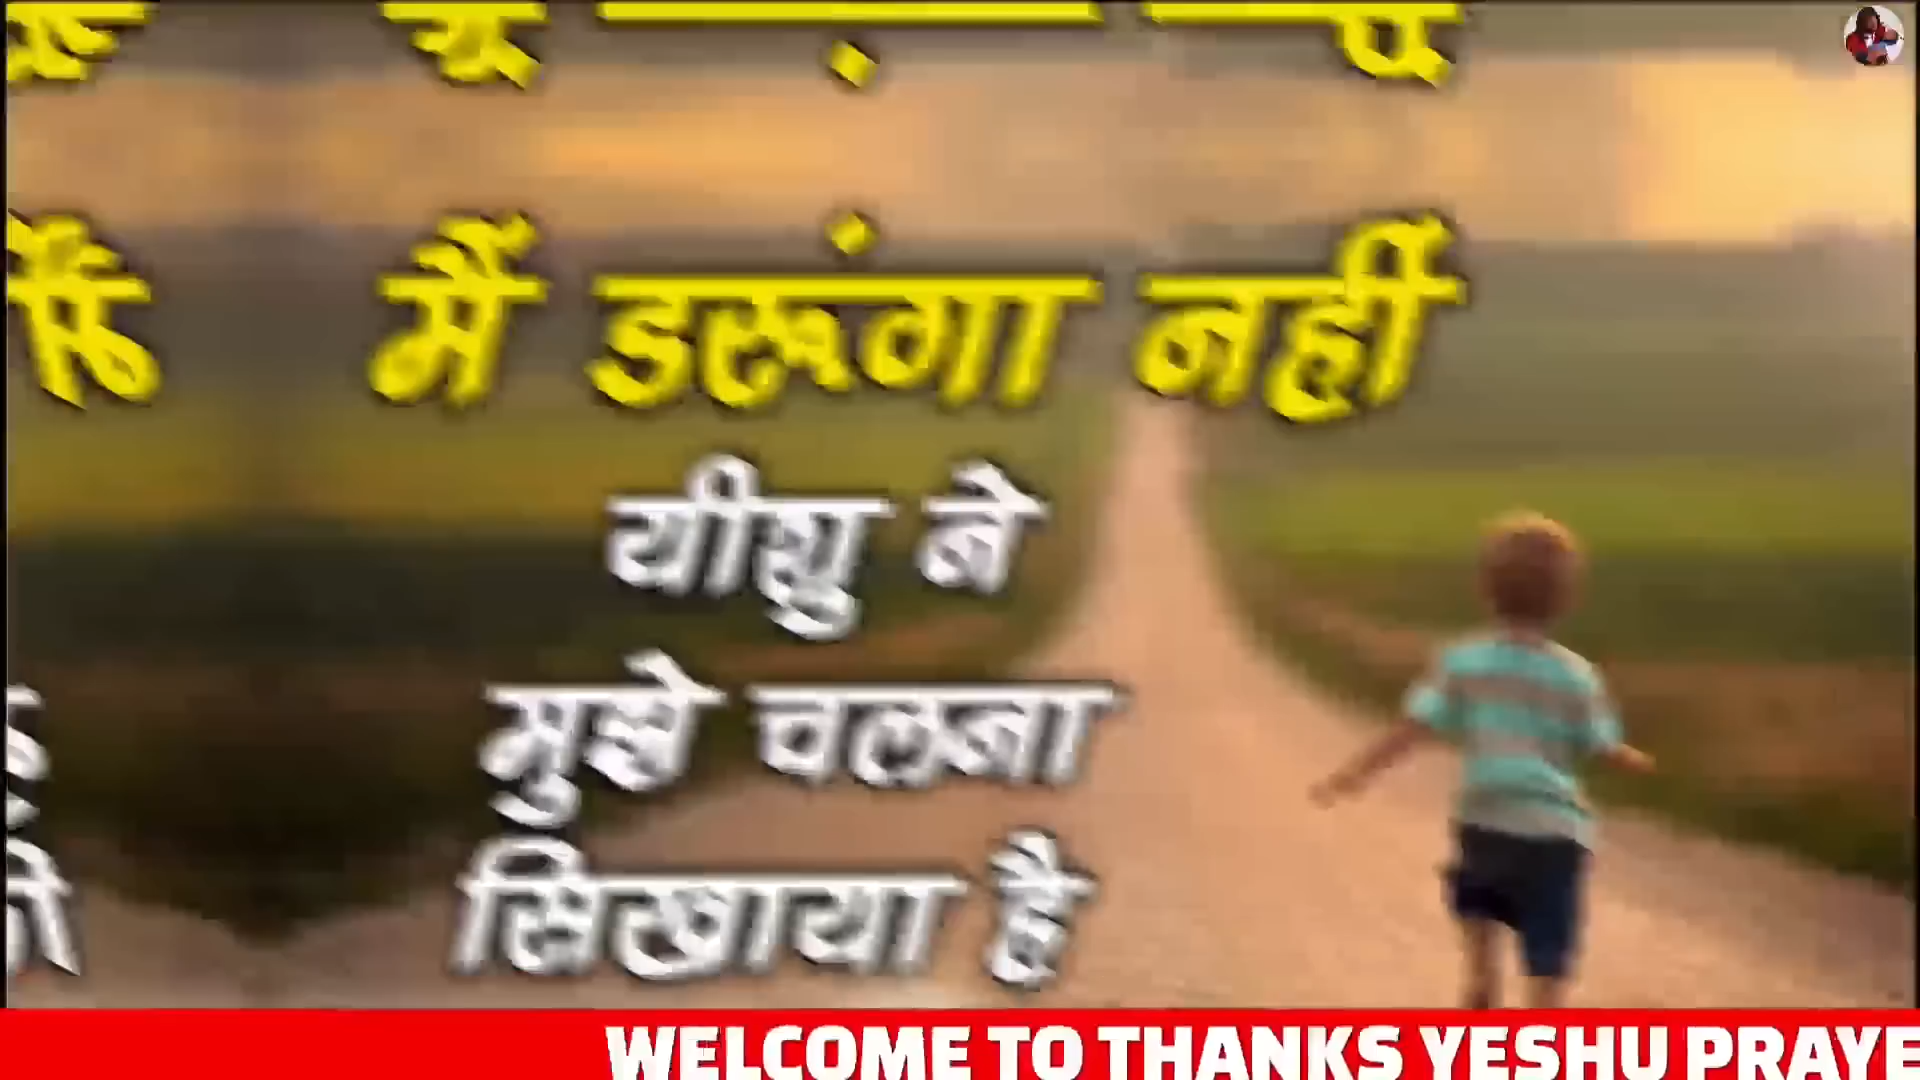 मैं डरूंगा नहीं
यीशु ने
मुझे चलना
सिखाया है
WELCOME TO THANKS YESHU PRAYE